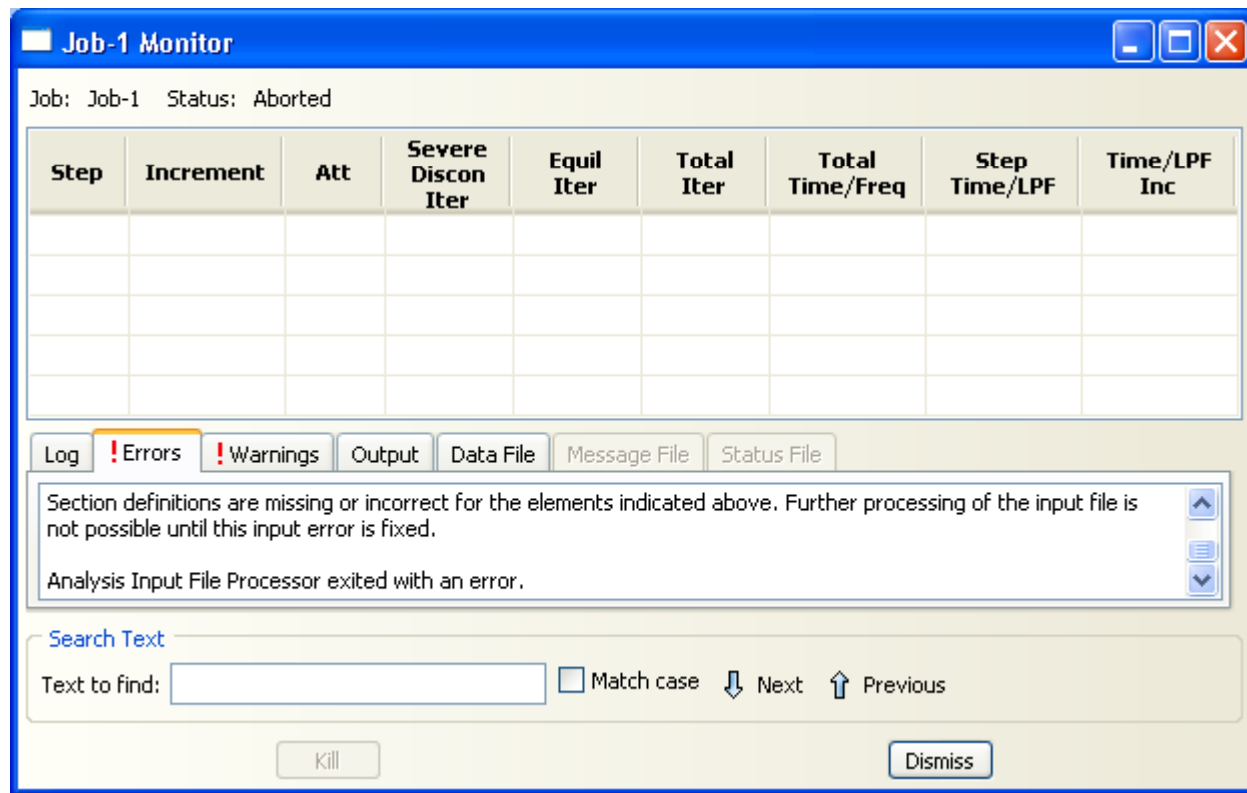 Job-1 Monitor
Job: Job-1 Status: Aborted
Step Increment Att Severe Discon Iter Equil Iter Total Iter Total Time/Freq Step Time/LPF Time/LPF Inc
Log !Errors !Warnings Output Data File Message File Status File
Section definitions are missing or incorrect for the elements indicated above. Further processing of the input file is
not possible until this input error is fixed.
Analysis Input File Processor exited with an error.
Search Text
Text to find: Match case Next Previous
Kill Dismiss